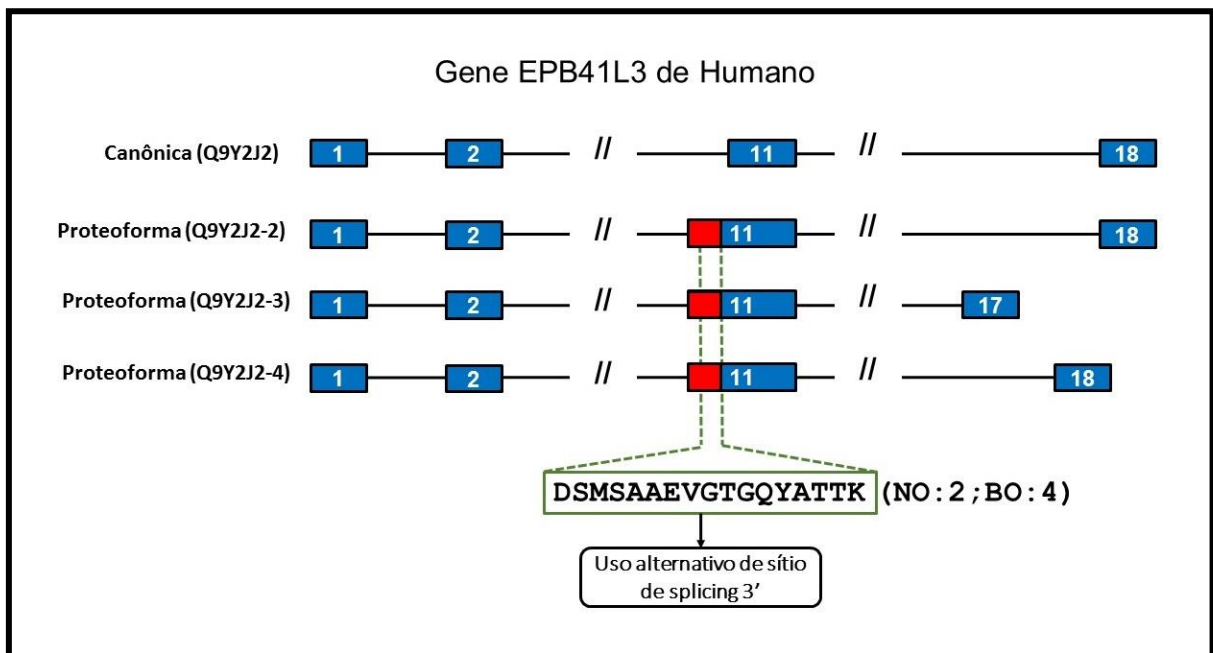 Gene EPB41L3 de Humano
Canônica (Q9Y2J2) 1 2 // 11 // 18
Proteoforma (Q9Y2J2-2) 1 2 // 11 // 18
Proteoforma (Q9Y2J2-3) 1 2 // 11 // 17
Proteoforma (Q9Y2J2-4) 1 2 // 11 // 18
DSMSAAEVGTGQYATTK (NO:2;BO:4)
Uso alternativo de sítio
de splicing 3’